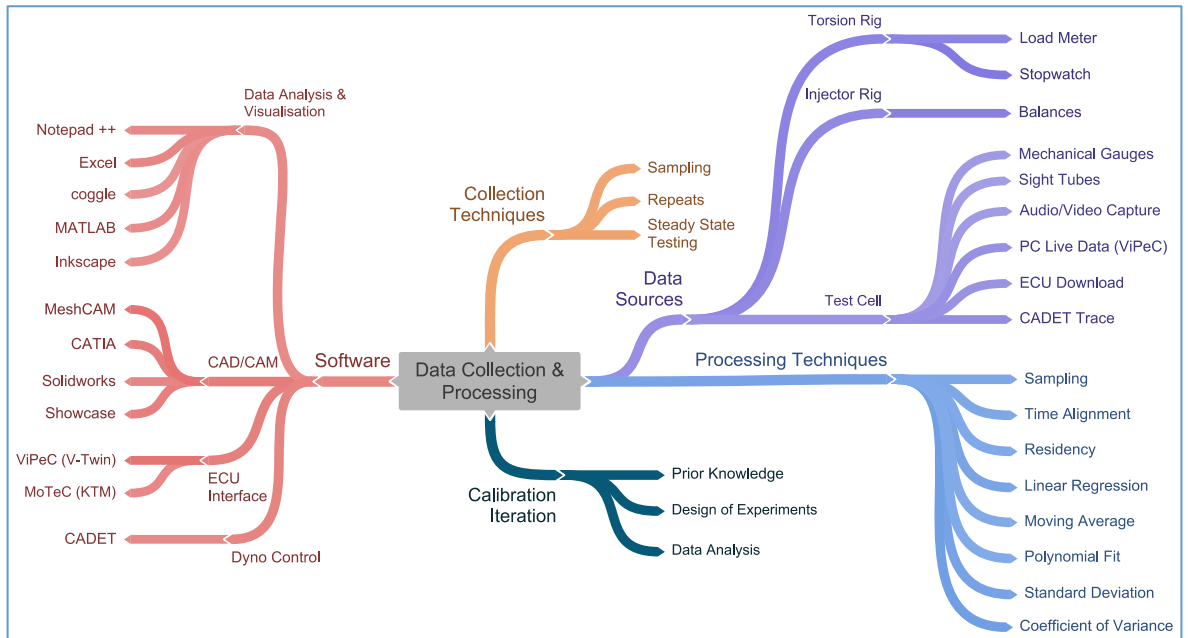 Data Collection &
Processing
Software
Data Analysis &
Visualisation
Notepad ++
Excel
coggle
MATLAB
Inkscape
CAD/CAM
MeshCAM
CATIA
Solidworks
Showcase
ECU
Interface
ViPeC (V-Twin)
MoTeC (KTM)
Dyno Control
CADET
Collection
Techniques
Sampling
Repeats
Steady State
Testing
Data
Sources
Torsion Rig
Load Meter
Stopwatch
Injector Rig
Balances
Test Cell
Mechanical Gauges
Sight Tubes
Audio/Video Capture
PC Live Data (ViPeC)
ECU Download
CADET Trace
Processing Techniques
Sampling
Time Alignment
Residency
Linear Regression
Moving Average
Polynomial Fit
Standard Deviation
Coefficient of Variance
Calibration
Iteration
Prior Knowledge
Design of Experiments
Data Analysis